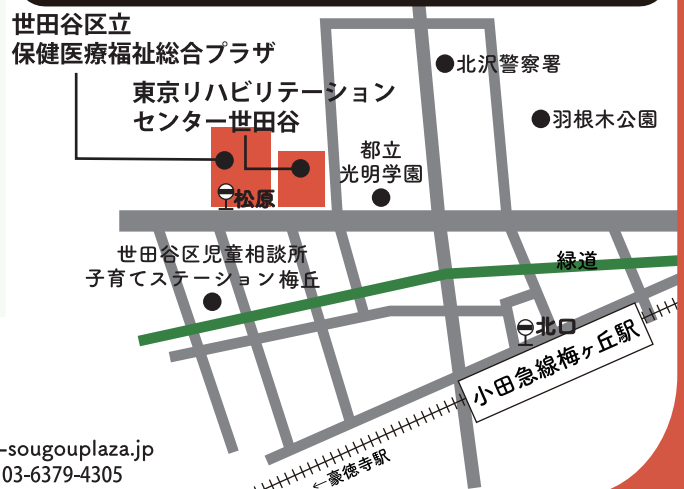 世田谷区立
保健医療福祉総合プラザ
東京リハビリテーション
センター世田谷
北沢警察署
羽根木公園
都立
光明学園
松原
世田谷区児童相談所
子育てステーション梅丘
緑道
北口
小田急線梅ヶ丘駅
←豪徳寺駅
-sougouplaza.jp
03-6379-4305